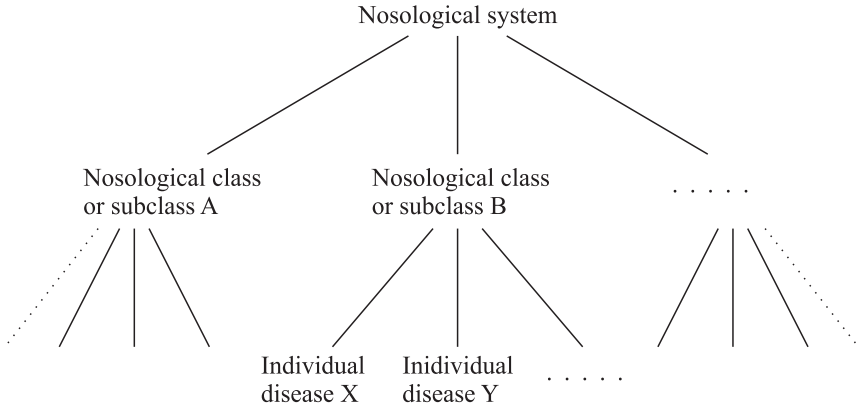 Nosological system
Nosological class
or subclass A
Nosological class
or subclass B
. . . . .
Individual
disease X
Inidividual
disease Y
. . . . .